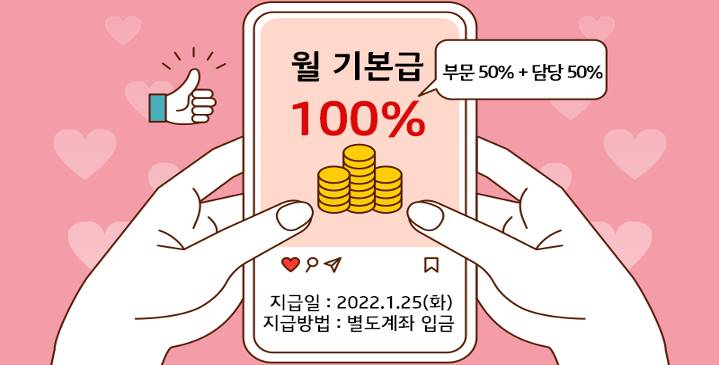 월 기본급
100%
부문 50% + 담당 50%
지급일 : 2022.1.25(화)
지급방법 : 별도계좌 입금